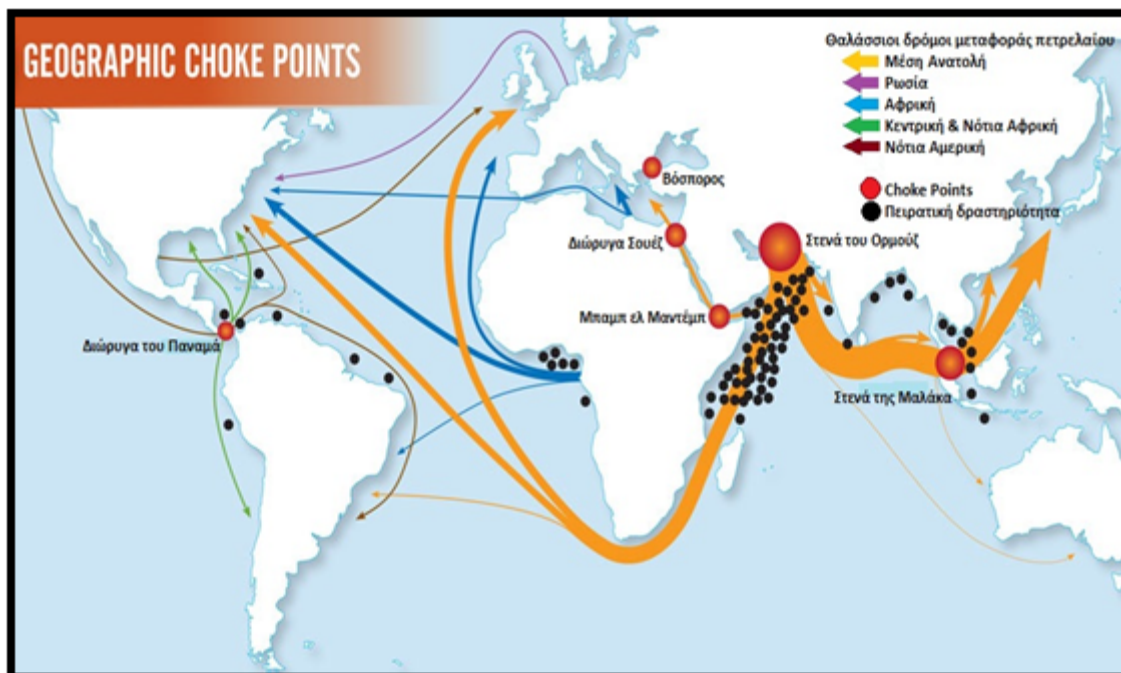 GEOGRAPHIC CHOKE POINTS
Θαλάσσιοι δρόμοι μεταφοράς πετρελαίου
Μέση Ανατολή
Ρωσία
Αφρική
Κεντρική & Νότια Αφρική
Νότια Αμερική
Choke Points
Πειρατική δραστηριότητα
Βόσπορος
Διώρυγα Σουέζ
Στενά του Ορμούζ
Μπαμπ ελ Μαντέμπ
Διώρυγα του Παναμά
Στενά της Μαλάκα